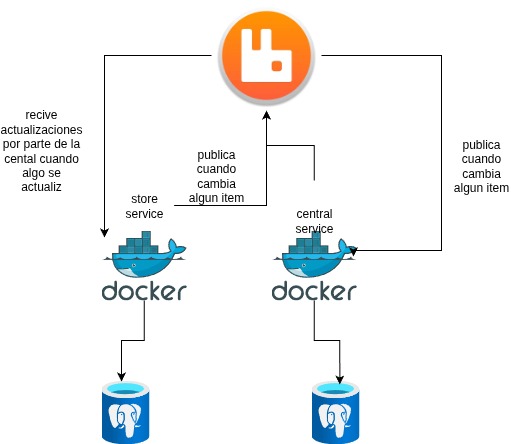 recive
actualizaciones
por parte de la
cental cuando
algo se
actualiz
publica
cuando
cambia
algun item
publica
cuando
cambia
algun item
store
service
central
service
docker
docker